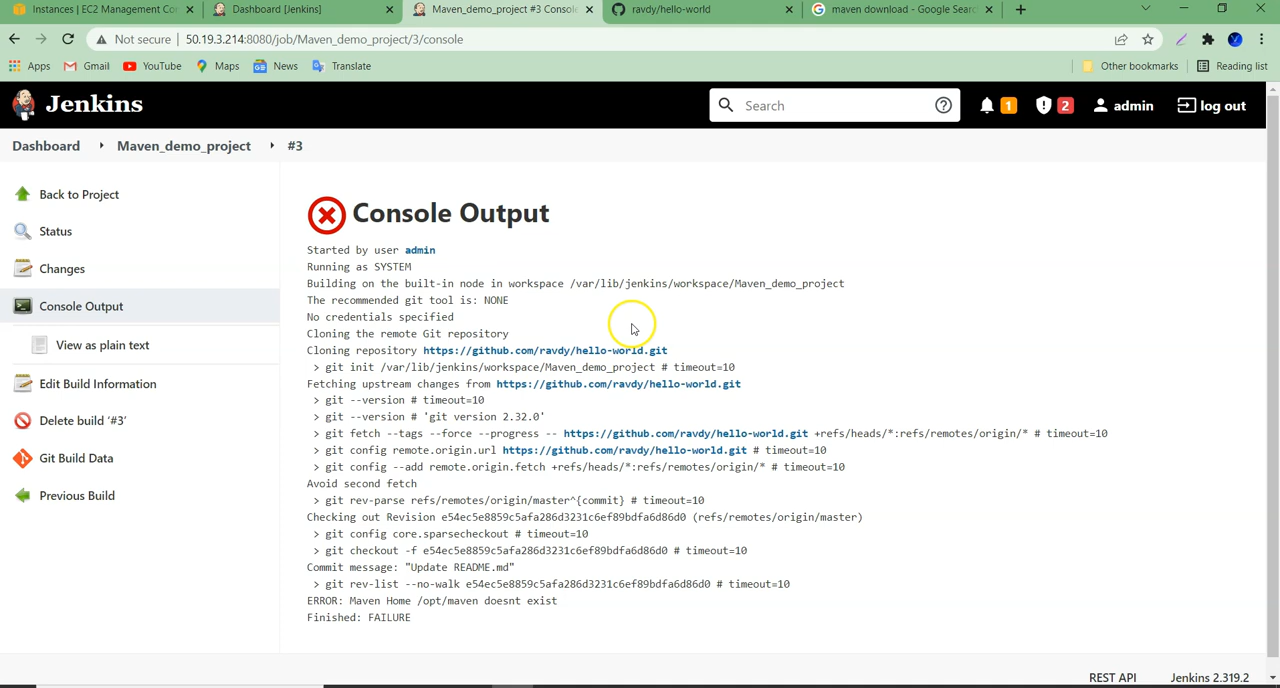 Instances | EC2 Management Con
Dashboard [Jenkins]
Maven_demo_project #3 Console
ravdy/hello-world
maven download - Google Search
Not secure
50.19.3.214:8080/job/Maven_demo_project/3/console
Apps
Gmail
YouTube
Maps
News
Translate
Other bookmarks
Reading list
Jenkins
Search
1
2
admin
log out
Dashboard
Maven_demo_project
#3
Back to Project
Status
Changes
Console Output
View as plain text
Edit Build Information
Delete build '#3'
Git Build Data
Previous Build
Console Output
Started by user admin
Running as SYSTEM
Building on the built-in node in workspace /var/lib/jenkins/workspace/Maven_demo_project
The recommended git tool is: NONE
No credentials specified
Cloning the remote Git repository
Cloning repository https://github.com/ravdy/hello-world.git
> git init /var/lib/jenkins/workspace/Maven_demo_project # timeout=10
Fetching upstream changes from https://github.com/ravdy/hello-world.git
> git --version # timeout=10
> git --version # 'git version 2.32.0'
> git fetch --tags --force --progress -- https://github.com/ravdy/hello-world.git +refs/heads/*:refs/remotes/origin/* # timeout=10
> git config remote.origin.url https://github.com/ravdy/hello-world.git # timeout=10
> git config --add remote.origin.fetch +refs/heads/*:refs/remotes/origin/* # timeout=10
Avoid second fetch
> git rev-parse refs/remotes/origin/master^{commit} # timeout=10
Checking out Revision e54ec5e8859c5afa286d3231c6ef89bdfa6d86d0 (refs/remotes/origin/master)
> git config core.sparsecheckout # timeout=10
> git checkout -f e54ec5e8859c5afa286d3231c6ef89bdfa6d86d0 # timeout=10
Commit message: "Update README.md"
> git rev-list --no-walk e54ec5e8859c5afa286d3231c6ef89bdfa6d86d0 # timeout=10
ERROR: Maven Home /opt/maven doesnt exist
Finished: FAILURE
REST API
Jenkins 2.319.2